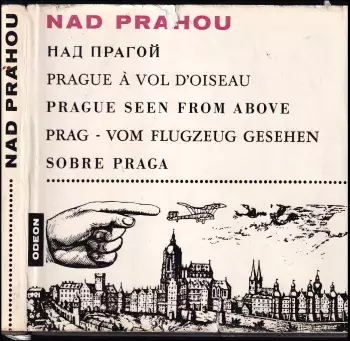 NAD PRAHOU
NAD PRAHOU
НАД ПРАГОЙ
PRAGUE À VOL D'OISEAU
PRAGUE SEEN FROM ABOVE
PRAG - VOM FLUGZEUG GESEHEN
SOBRE PRAGA
ODEON